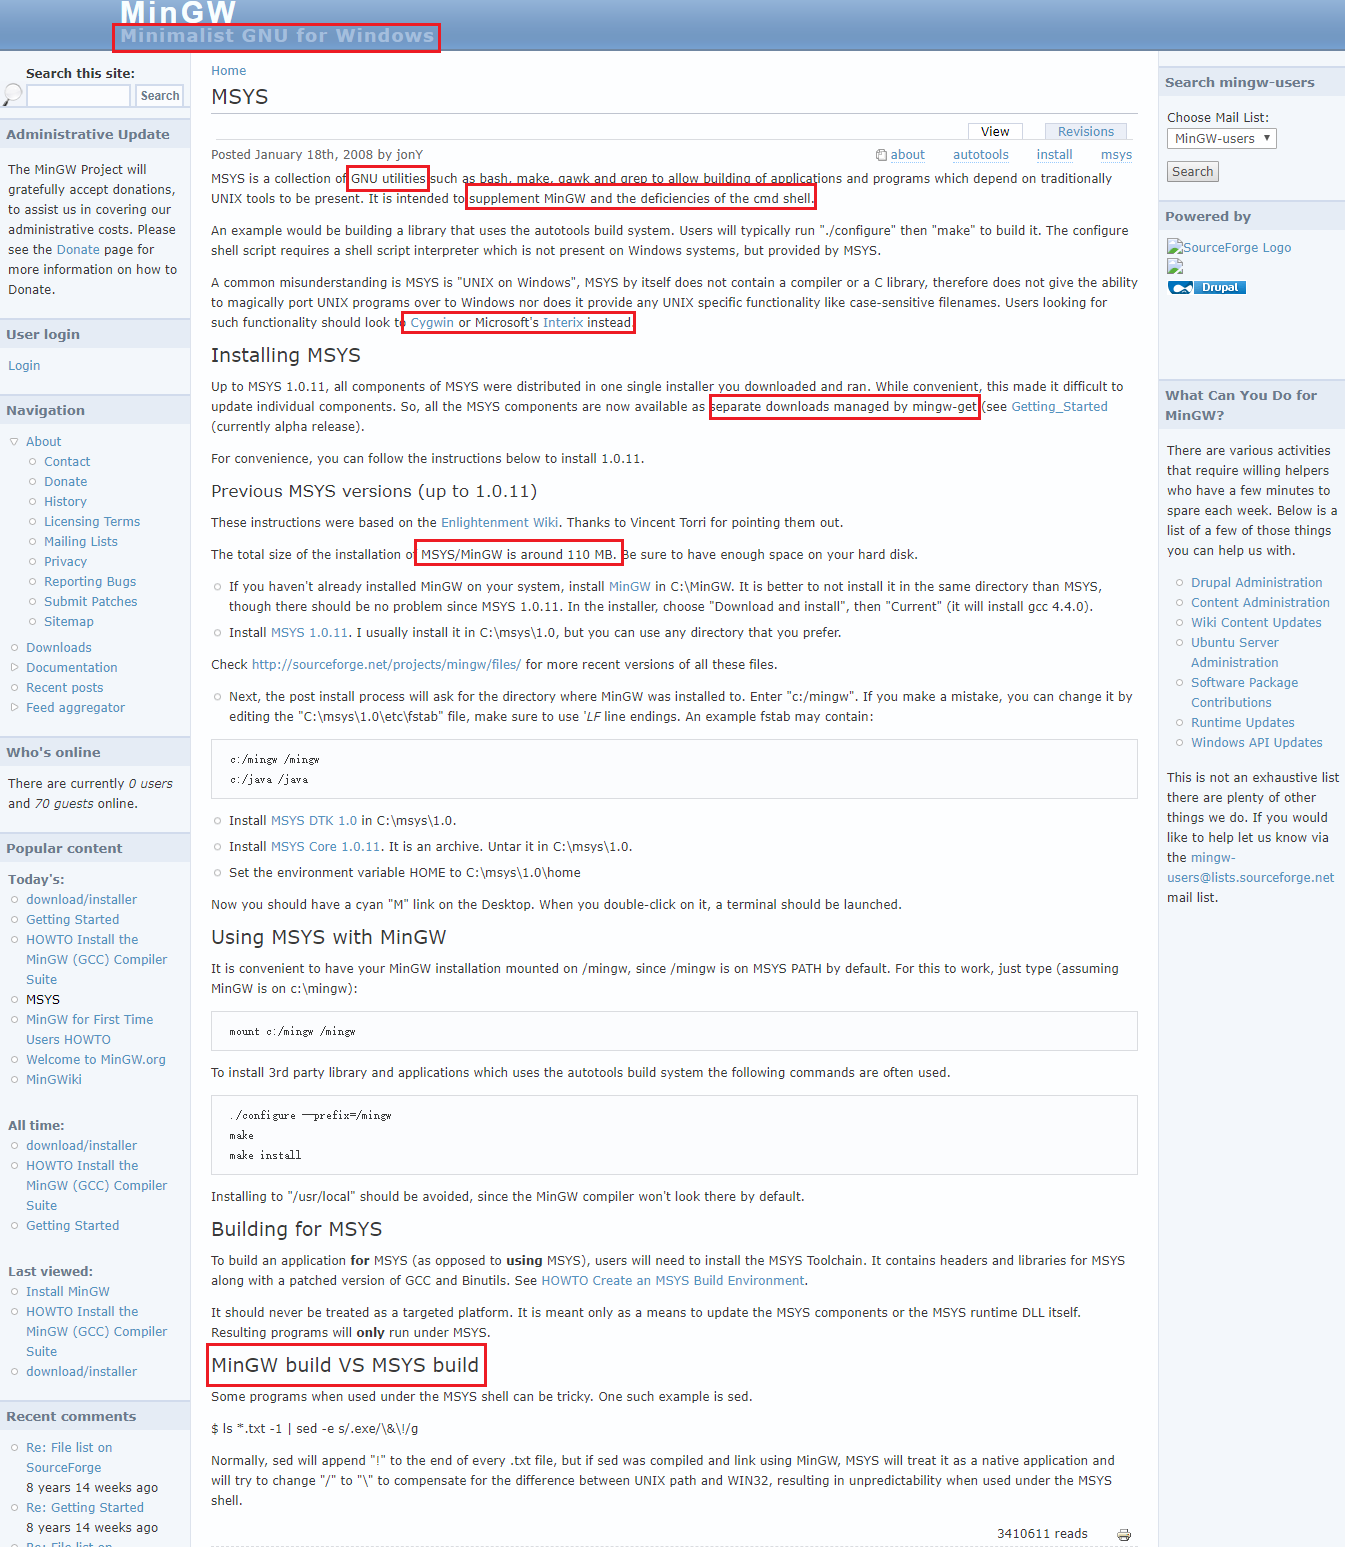 MinGW
Minimalist GNU for Windows
Search this site:
Search
Administrative Update
The MinGW Project will
gratefully accept donations,
to assist us in covering our
administrative costs. Please
see the Donate page for
more information on how to
Donate.
User login
Login
Navigation
About
Contact
Donate
History
Licensing Terms
Mailing Lists
Privacy
Reporting Bugs
Submit Patches
Sitemap
Downloads
Documentation
Recent posts
Feed aggregator
Who's online
There are currently 0 users
and 70 guests online.
Popular content
Today's:
download/installer
Getting Started
HOWTO Install the
MinGW (GCC) Compiler
Suite
MSYS
MinGW for First Time
Users HOWTO
Welcome to MinGW.org
MinGWiki
All time:
download/installer
HOWTO Install the
MinGW (GCC) Compiler
Suite
Getting Started
Last viewed:
Install MinGW
HOWTO Install the
MinGW (GCC) Compiler
Suite
download/installer
Recent comments
Re: File list on
SourceForge
8 years 14 weeks ago
Re: Getting Started
8 years 14 weeks ago
Re: File list on
Home
MSYS
View
Revisions
Posted January 18th, 2008 by jonY
about autotools install msys
MSYS is a collection of GNU utilities such as bash, make, gawk and grep to allow building of applications and programs which depend on traditionally
UNIX tools to be present. It is intended to supplement MinGW and the deficiencies of the cmd shell.
An example would be building a library that uses the autotools build system. Users will typically run "./configure" then "make" to build it. The configure
shell script requires a shell script interpreter which is not present on Windows systems, but provided by MSYS.
A common misunderstanding is MSYS is "UNIX on Windows", MSYS by itself does not contain a compiler or a C library, therefore does not give the ability
to magically port UNIX programs over to Windows nor does it provide any UNIX specific functionality like case-sensitive filenames. Users looking for
such functionality should look to Cygwin or Microsoft's Interix instead.
Installing MSYS
Up to MSYS 1.0.11, all components of MSYS were distributed in one single installer you downloaded and ran. While convenient, this made it difficult to
update individual components. So, all the MSYS components are now available as separate downloads managed by mingw-get (see Getting_Started
(currently alpha release).
For convenience, you can follow the instructions below to install 1.0.11.
Previous MSYS versions (up to 1.0.11)
These instructions were based on the Enlightenment Wiki. Thanks to Vincent Torri for pointing them out.
The total size of the installation of MSYS/MinGW is around 110 MB. Be sure to have enough space on your hard disk.
If you haven't already installed MinGW on your system, install MinGW in C:\MinGW. It is better to not install it in the same directory than MSYS,
though there should be no problem since MSYS 1.0.11. In the installer, choose "Download and install", then "Current" (it will install gcc 4.4.0).
Install MSYS 1.0.11. I usually install it in C:\msys\1.0, but you can use any directory that you prefer.
Check http://sourceforge.net/projects/mingw/files/ for more recent versions of all these files.
Next, the post install process will ask for the directory where MinGW was installed to. Enter "c:/mingw". If you make a mistake, you can change it by
editing the "C:\msys\1.0\etc\fstab" file, make sure to use 'LF line endings. An example fstab may contain:
c:/mingw /mingw
c:/java /java
Install MSYS DTK 1.0 in C:\msys\1.0.
Install MSYS Core 1.0.11. It is an archive. Untar it in C:\msys\1.0.
Set the environment variable HOME to C:\msys\1.0\home
Now you should have a cyan "M" link on the Desktop. When you double-click on it, a terminal should be launched.
Using MSYS with MinGW
It is convenient to have your MinGW installation mounted on /mingw, since /mingw is on MSYS PATH by default. For this to work, just type (assuming
MinGW is on c:\mingw):
mount c:/mingw /mingw
To install 3rd party library and applications which uses the autotools build system the following commands are often used.
./configure --prefix=/mingw
make
make install
Installing to "/usr/local" should be avoided, since the MinGW compiler won't look there by default.
Building for MSYS
To build an application for MSYS (as opposed to using MSYS), users will need to install the MSYS Toolchain. It contains headers and libraries for MSYS
along with a patched version of GCC and Binutils. See HOWTO Create an MSYS Build Environment.
It should never be treated as a targeted platform. It is meant only as a means to update the MSYS components or the MSYS runtime DLL itself.
Resulting programs will only run under MSYS.
MinGW build VS MSYS build
Some programs when used under the MSYS shell can be tricky. One such example is sed.
$ ls *.txt -1 | sed -e s/.exe/\&\!/g
Normally, sed will append "!" to the end of every .txt file, but if sed was compiled and link using MinGW, MSYS will treat it as a native application and
will try to change "/" to "\" to compensate for the difference between UNIX path and WIN32, resulting in unpredictability when used under the MSYS
shell.
3410611 reads
Search mingw-users
Choose Mail List:
MinGW-users
Search
Powered by
SourceForge Logo
Drupal
What Can You Do for
MinGW?
There are various activities
that require willing helpers
who have a few minutes to
spare each week. Below is a
list of a few of those things
you can help us with.
Drupal Administration
Content Administration
Wiki Content Updates
Ubuntu Server
Administration
Software Package
Contributions
Runtime Updates
Windows API Updates
This is not an exhaustive list
there are plenty of other
things we do. If you would
like to help let us know via
the mingw-
users@lists.sourceforge.net
mail list.